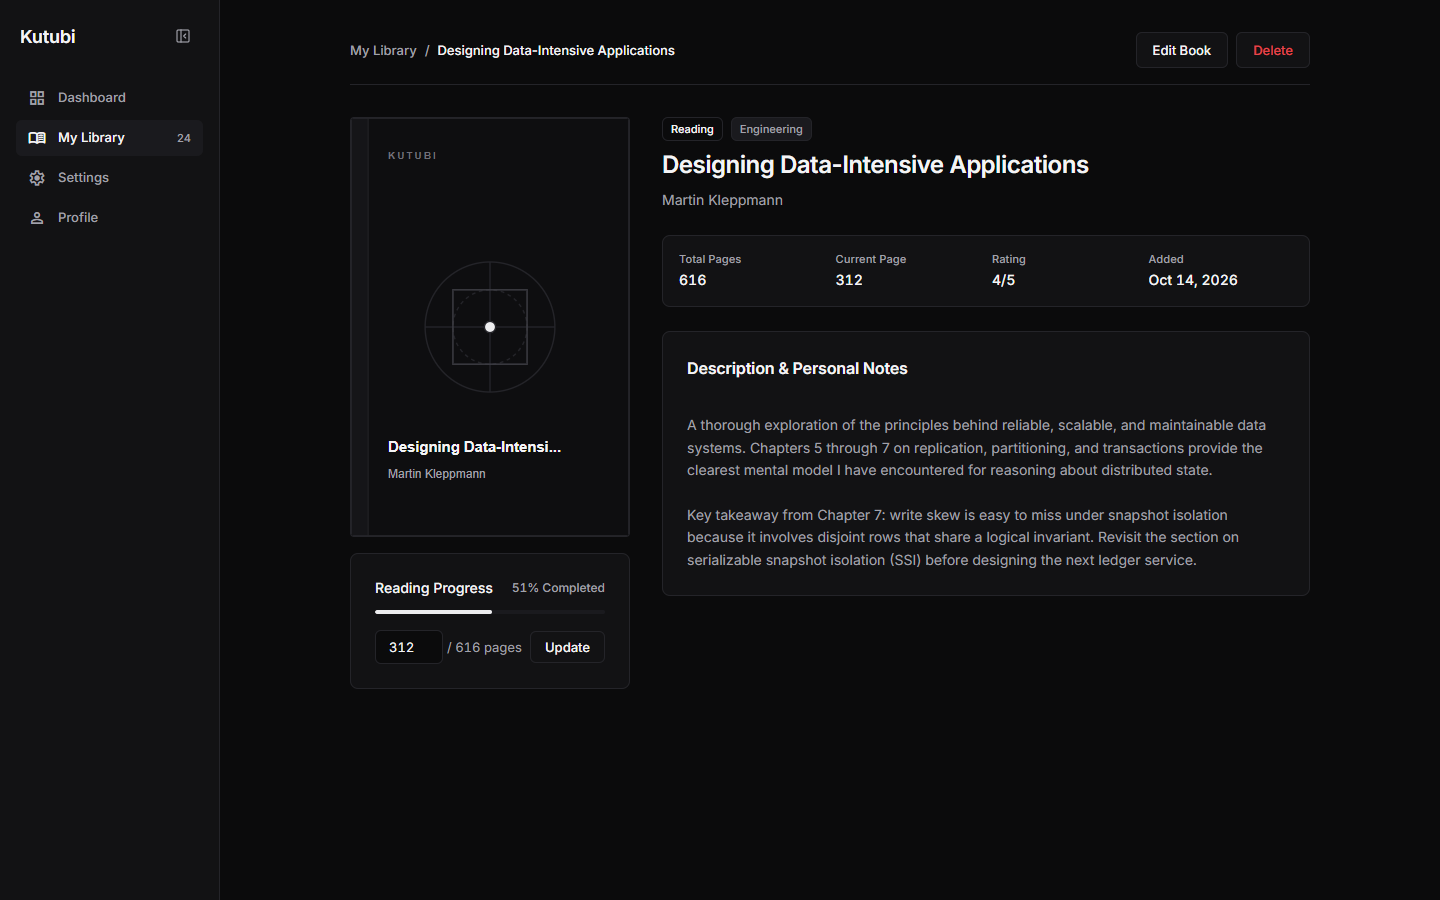 Kutubi
Dashboard
My Library 24
Settings
Profile
My Library / Designing Data-Intensive Applications
Edit Book
Delete
KUTUBI
Designing Data-Intensi...
Martin Kleppmann
Reading Progress 51% Completed
312 / 616 pages Update
Reading Engineering
Designing Data-Intensive Applications
Martin Kleppmann
Total Pages Current Page Rating Added
616 312 4/5 Oct 14, 2026
Description & Personal Notes
A thorough exploration of the principles behind reliable, scalable, and maintainable data
systems. Chapters 5 through 7 on replication, partitioning, and transactions provide the
clearest mental model I have encountered for reasoning about distributed state.
Key takeaway from Chapter 7: write skew is easy to miss under snapshot isolation
because it involves disjoint rows that share a logical invariant. Revisit the section on
serializable snapshot isolation (SSI) before designing the next ledger service.